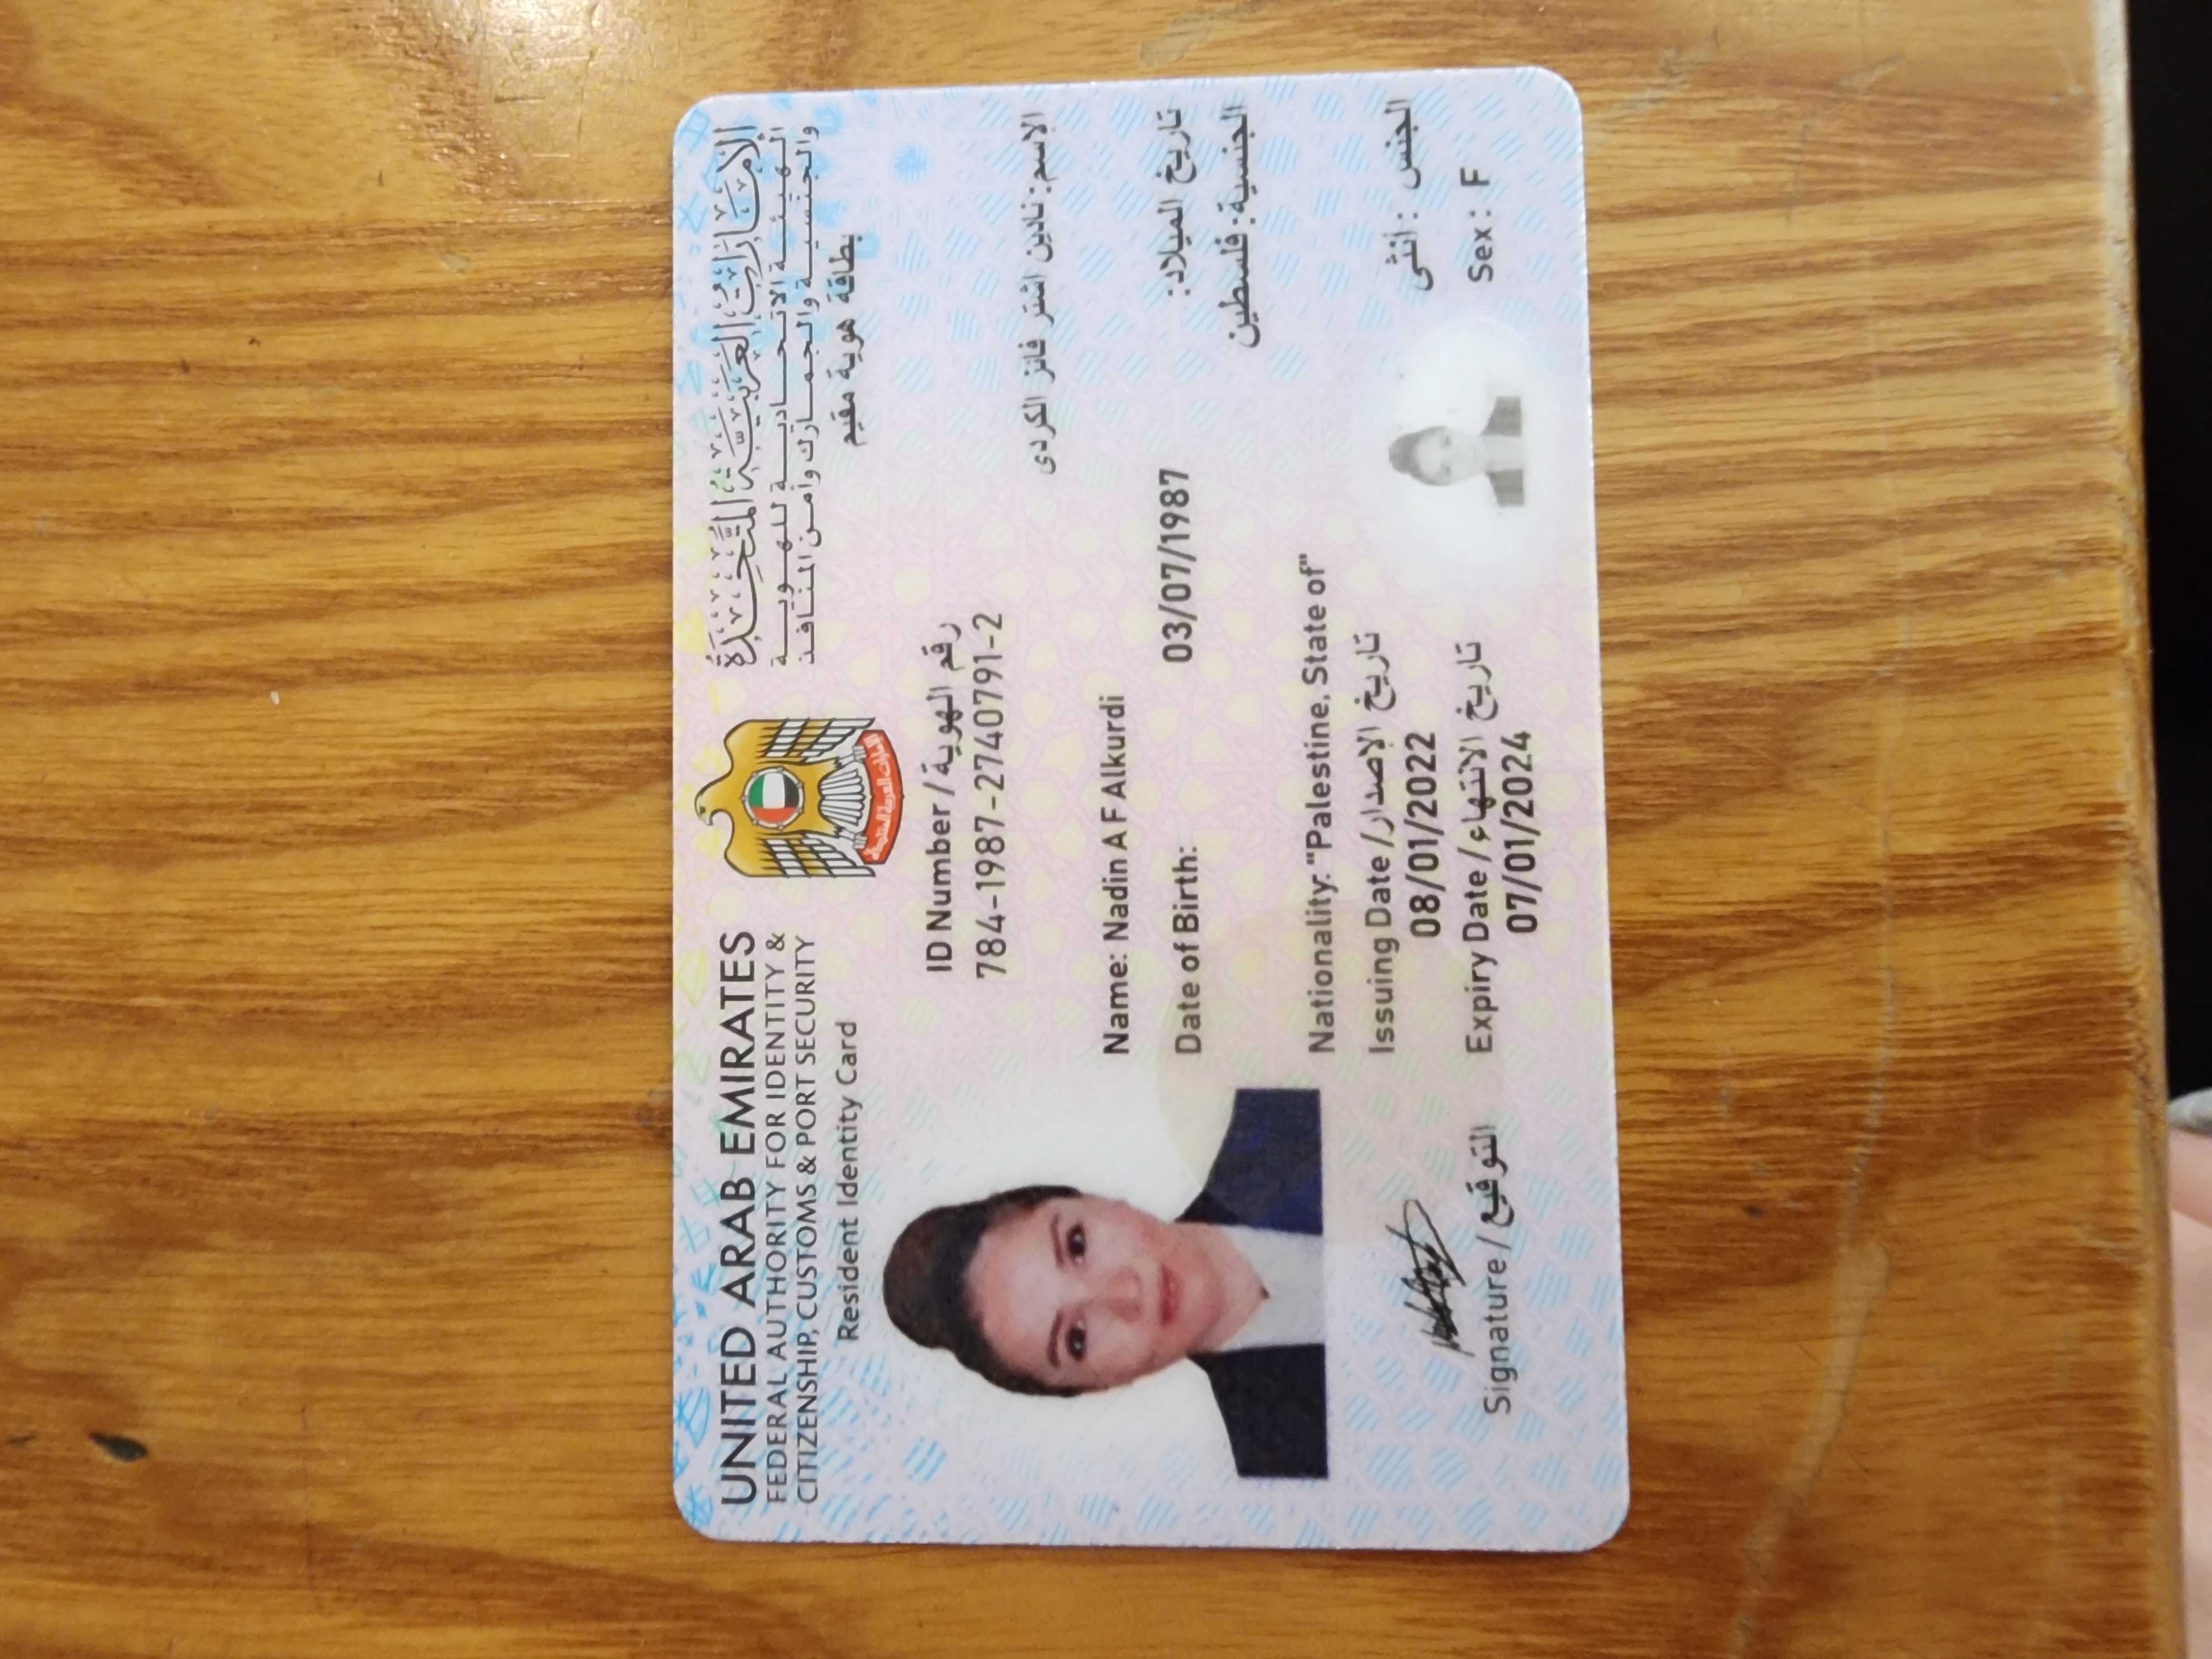 UNITED ARAB EMIRATES
FEDERAL AUTHORITY FOR IDENTITY &
CITIZENSHIP, CUSTOMS & PORT SECURITY
Resident Identity Card
الإمارات العربية المتحدة
الهيئة الاتحادية للهوية
والجنسية والجمارك وأمن المنافذ
بطاقة هوية مقيم
الإمارات العربية المتحدة
ID Number / رقم الهوية
784-1987-2740791-2
الإسم: نادين اشتر فائز الكردى
Name: Nadin A F Alkurdi
Date of Birth: 03/07/1987 تاريخ الميلاد:
الجنسية: فلسطين
Nationality: "Palestine, State of"
Issuing Date / تاريخ الإصدار
08/01/2022
الجنس : أنثى
Expiry Date / تاريخ الانتهاء
07/01/2024
Sex: F
Signature / التوقيع